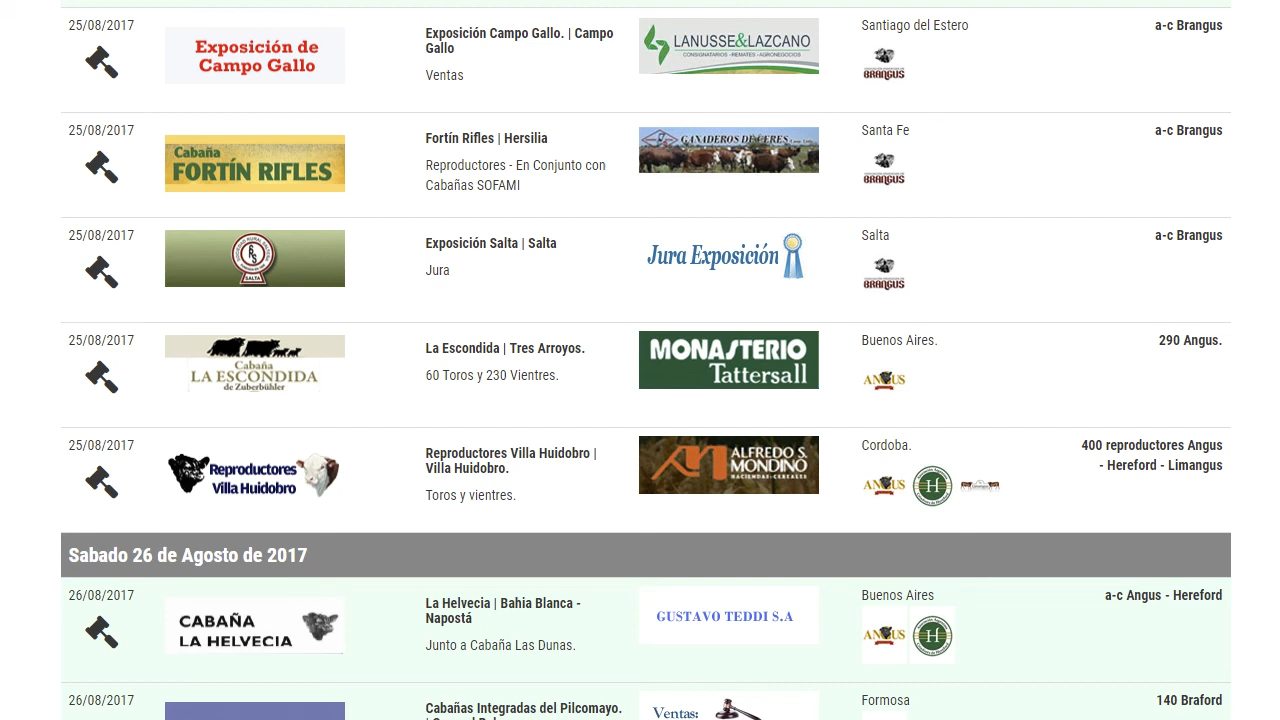 25/08/2017
Exposición de
Campo Gallo
Exposición Campo Gallo. | Campo
Gallo
Ventas
LANUSSE&LAZCANO
CONSIGNATARIOS - REMATES - AGRONEGOCIOS
Santiago del Estero
BRANGUS
a-c Brangus
25/08/2017
Cabaña
FORTÍN RIFLES
Fortín Rifles | Hersilia
Reproductores - En Conjunto con
Cabañas SOFAMI
GANADEROS DE CERES
Santa Fe
BRANGUS
a-c Brangus
25/08/2017
SALTA
Exposición Salta | Salta
Jura
Jura Exposición
Salta
BRANGUS
a-c Brangus
25/08/2017
Cabaña
LA ESCONDIDA
de Zuberbühler
La Escondida | Tres Arroyos.
60 Toros y 230 Vientres.
MONASTERIO
Tattersall
Buenos Aires.
ANGUS
290 Angus.
25/08/2017
Reproductores
Villa Huidobro
Reproductores Villa Huidobro |
Villa Huidobro.
Toros y vientres.
ALFREDO S.
MONDINO
HACIENDAS-CEREALES
Cordoba.
ANGUS
H
400 reproductores Angus
- Hereford - Limangus
Sabado 26 de Agosto de 2017
26/08/2017
CABAÑA
LA HELVECIA
La Helvecia | Bahia Blanca -
Napostá
Junto a Cabaña Las Dunas.
GUSTAVO TEDDI S.A
Buenos Aires
ANGUS
H
a-c Angus - Hereford
26/08/2017
Cabañas Integradas del Pilcomayo.
Ventas:
Formosa
140 Braford